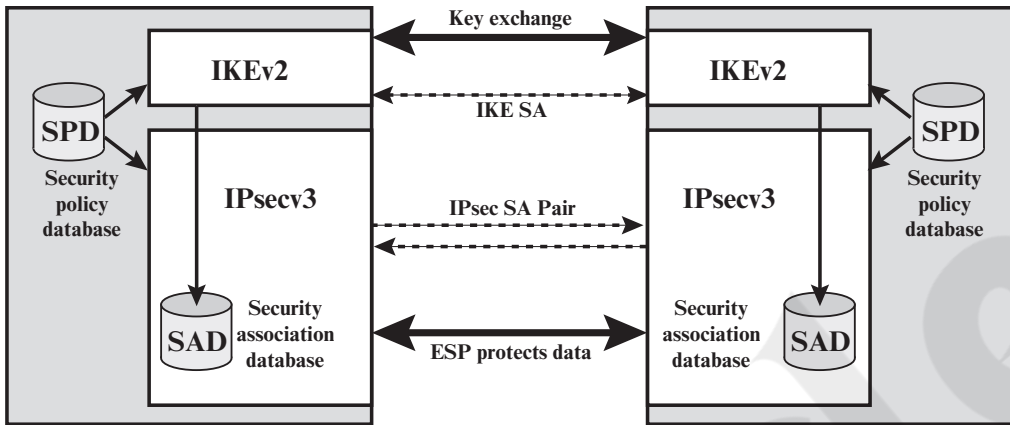 Key exchange
IKEv2
IKEv2
IKE SA
SPD
SPD
Security
policy
database
Security
policy
database
IPsecv3
IPsec SA Pair
IPsecv3
SAD
Security
association
database
ESP protects data
Security
association
database
SAD